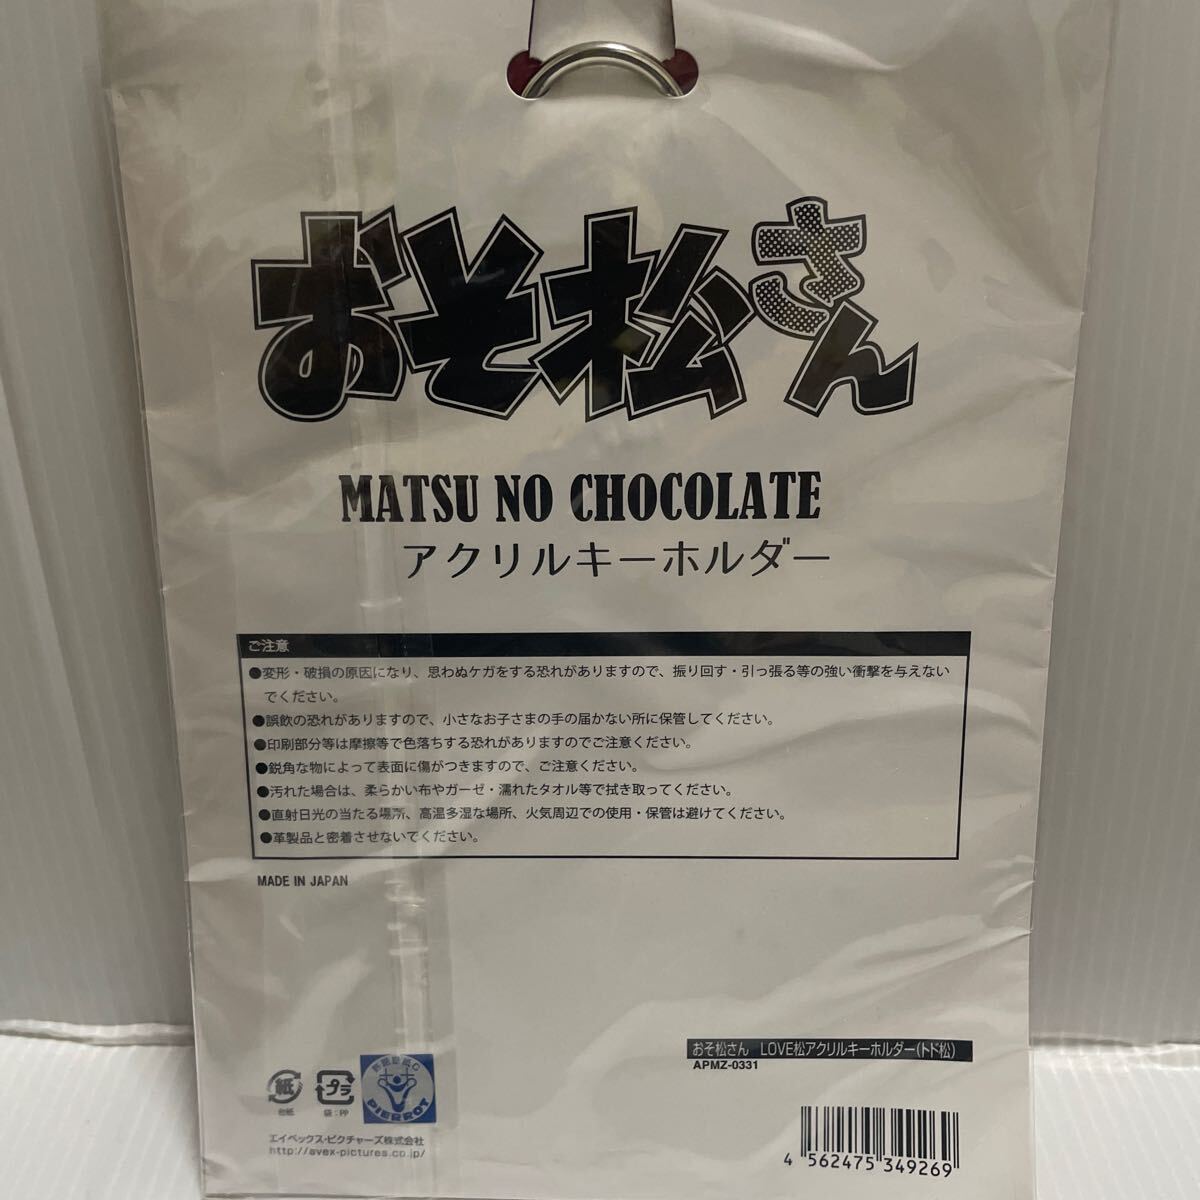 おそ松さん
MATSU NO CHOCOLATE
アクリルキーホルダー
ご注意
●変形・破損の原因になり、思わぬケガをする恐れがありますので、振り回す・引っ張る等の強い衝撃を与えない
でください。
●誤飲の恐れがありますので、小さなお子さまの手の届かない所に保管してください。
●印刷部分等は摩擦等で色落ちする恐れがありますのでご注意ください。
●鋭角な物によって表面に傷がつきますので、ご注意ください。
●汚れた場合は、柔らかい布やガーゼ・濡れたタオル等で拭き取ってください。
●直射日光の当たる場所、高温多湿な場所、火気周辺での使用・保管は避けてください。
●革製品と密着させないでください。
MADE IN JAPAN
おそ松さん LOVE松アクリルキーホルダー(トド松)
APMZ-0331
紙
台紙
プラ
袋:PP
PIERROT
エイベックス・ピクチャーズ株式会社
http://avex-pictures.co.jp/
4 562475 349269